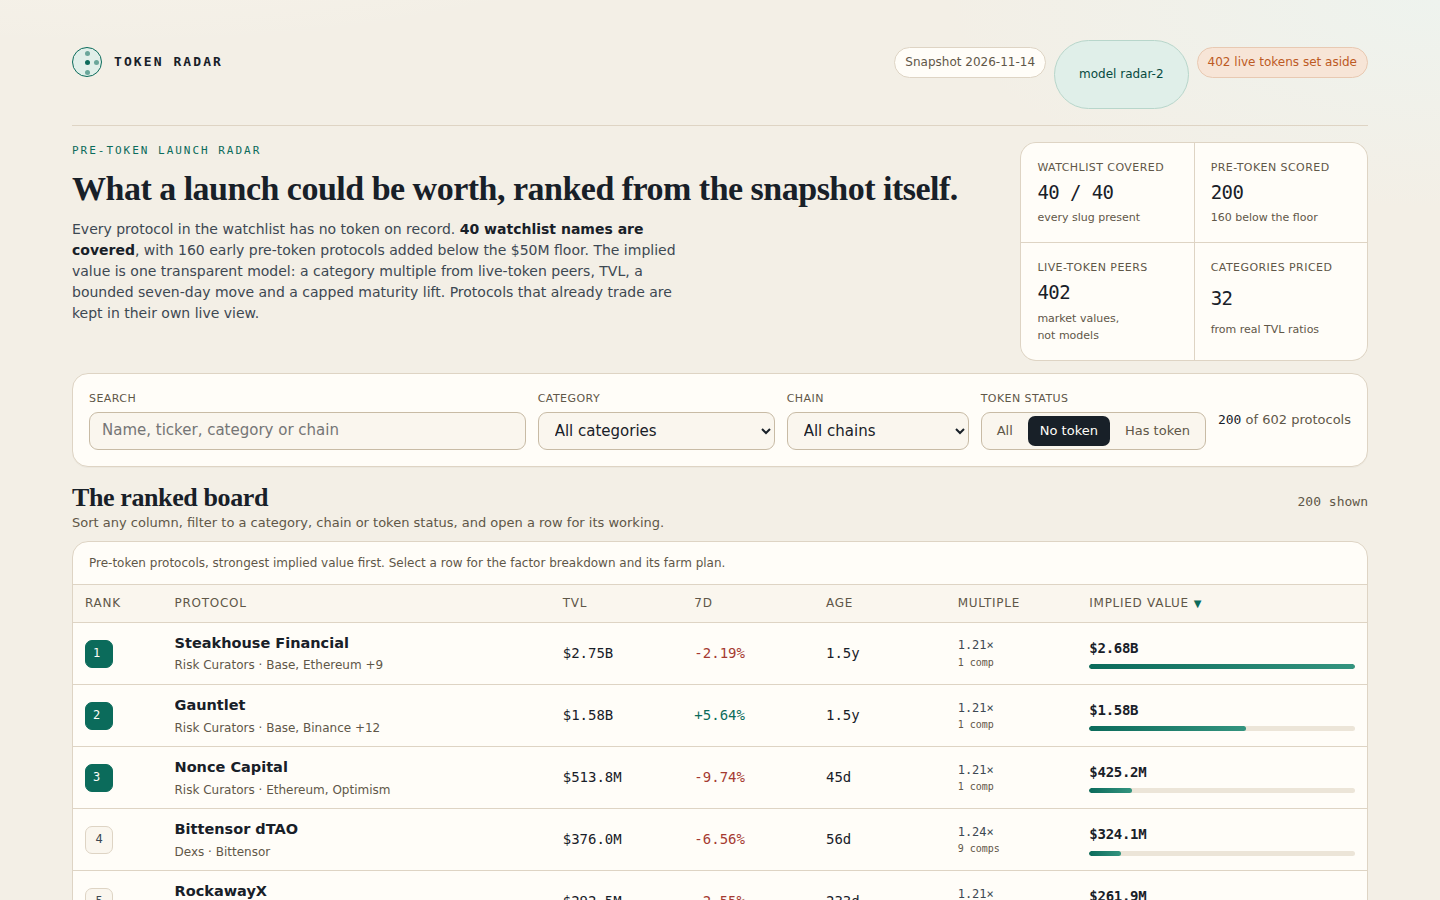 TOKEN RADAR
Snapshot 2026-11-14
model radar-2
402 live tokens set aside
PRE-TOKEN LAUNCH RADAR
What a launch could be worth, ranked from the snapshot itself.
Every protocol in the watchlist has no token on record. 40 watchlist names are
covered, with 160 early pre-token protocols added below the $50M floor. The implied
value is one transparent model: a category multiple from live-token peers, TVL, a
bounded seven-day move and a capped maturity lift. Protocols that already trade are
kept in their own live view.
WATCHLIST COVERED
40 / 40
every slug present
PRE-TOKEN SCORED
200
160 below the floor
LIVE-TOKEN PEERS
402
market values,
not models
CATEGORIES PRICED
32
from real TVL ratios
SEARCH
Name, ticker, category or chain
CATEGORY
All categories
CHAIN
All chains
TOKEN STATUS
All No token Has token
200 of 602 protocols
The ranked board
200 shown
Sort any column, filter to a category, chain or token status, and open a row for its working.
Pre-token protocols, strongest implied value first. Select a row for the factor breakdown and its farm plan.
RANK PROTOCOL TVL 7D AGE MULTIPLE IMPLIED VALUE ▼
1 Steakhouse Financial $2.75B -2.19% 1.5y 1.21× $2.68B
Risk Curators · Base, Ethereum +9 1 comp
2 Gauntlet $1.58B +5.64% 1.5y 1.21× $1.58B
Risk Curators · Base, Binance +12 1 comp
3 Nonce Capital $513.8M -9.74% 45d 1.21× $425.2M
Risk Curators · Ethereum, Optimism 1 comp
4 Bittensor dTAO $376.0M -6.56% 56d 1.24× $324.1M
Dexs · Bittensor 9 comps
RockawayX 1.21× $261.9M